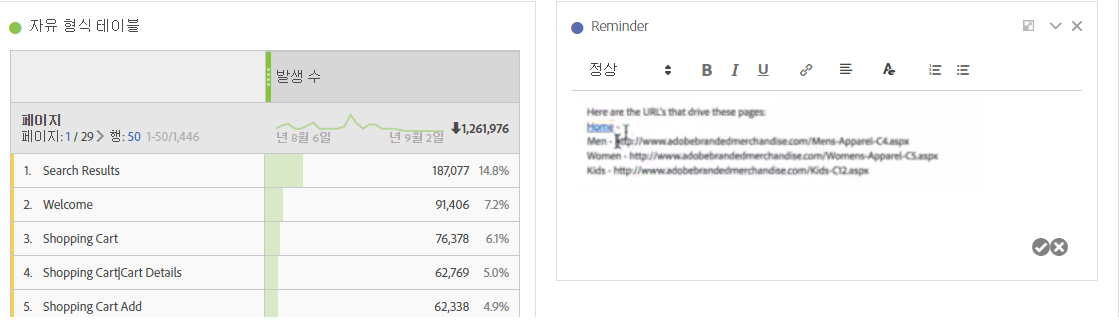 자유 형식 테이블
발생 수
페이지
페이지: 1 / 29 > 행: 50 1-50/1,446
년 8월 6일 년 9월 2일
1,261,976
1. Search Results 187,077 14.8%
2. Welcome 91,406 7.2%
3. Shopping Cart 76,378 6.1%
4. Shopping Cart|Cart Details 62,769 5.0%
5. Shopping Cart Add 62,338 4.9%
Reminder
정상 B I U A
Here are the URL's that drive these pages:
Home -
Men - http://www.adobebrandedmerchandise.com/Mens-Apparel-C4.aspx
Women - http://www.adobebrandedmerchandise.com/Womens-Apparel-C5.aspx
Kids - http://www.adobebrandedmerchandise.com/Kids-C12.aspx